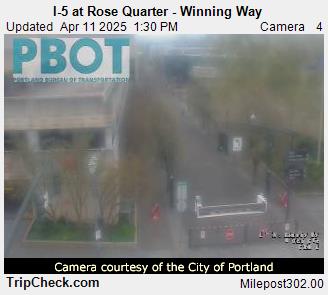 I-5 at Rose Quarter - Winning Way
Updated Apr 11 2025 1:30 PM Camera 4
PBOT
PORTLAND BUREAU OF TRANSPORTATION
Camera courtesy of the City of Portland
TripCheck.com Milepost302.00